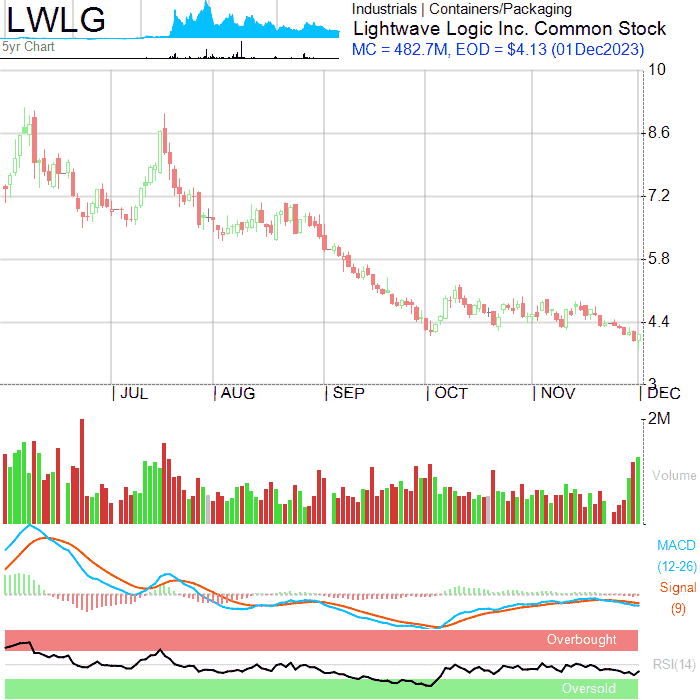 LWLG
5yr Chart
Industrials | Containers/Packaging
Lightwave Logic Inc. Common Stock
MC = 482.7M, EOD = $4.13 (01Dec2023)
10
8.6
7.2
5.8
4.4
3
JUL AUG SEP OCT NOV DEC
2M
Volume
MACD
(12-26)
Signal
(9)
Overbought
RSI(14)
Oversold